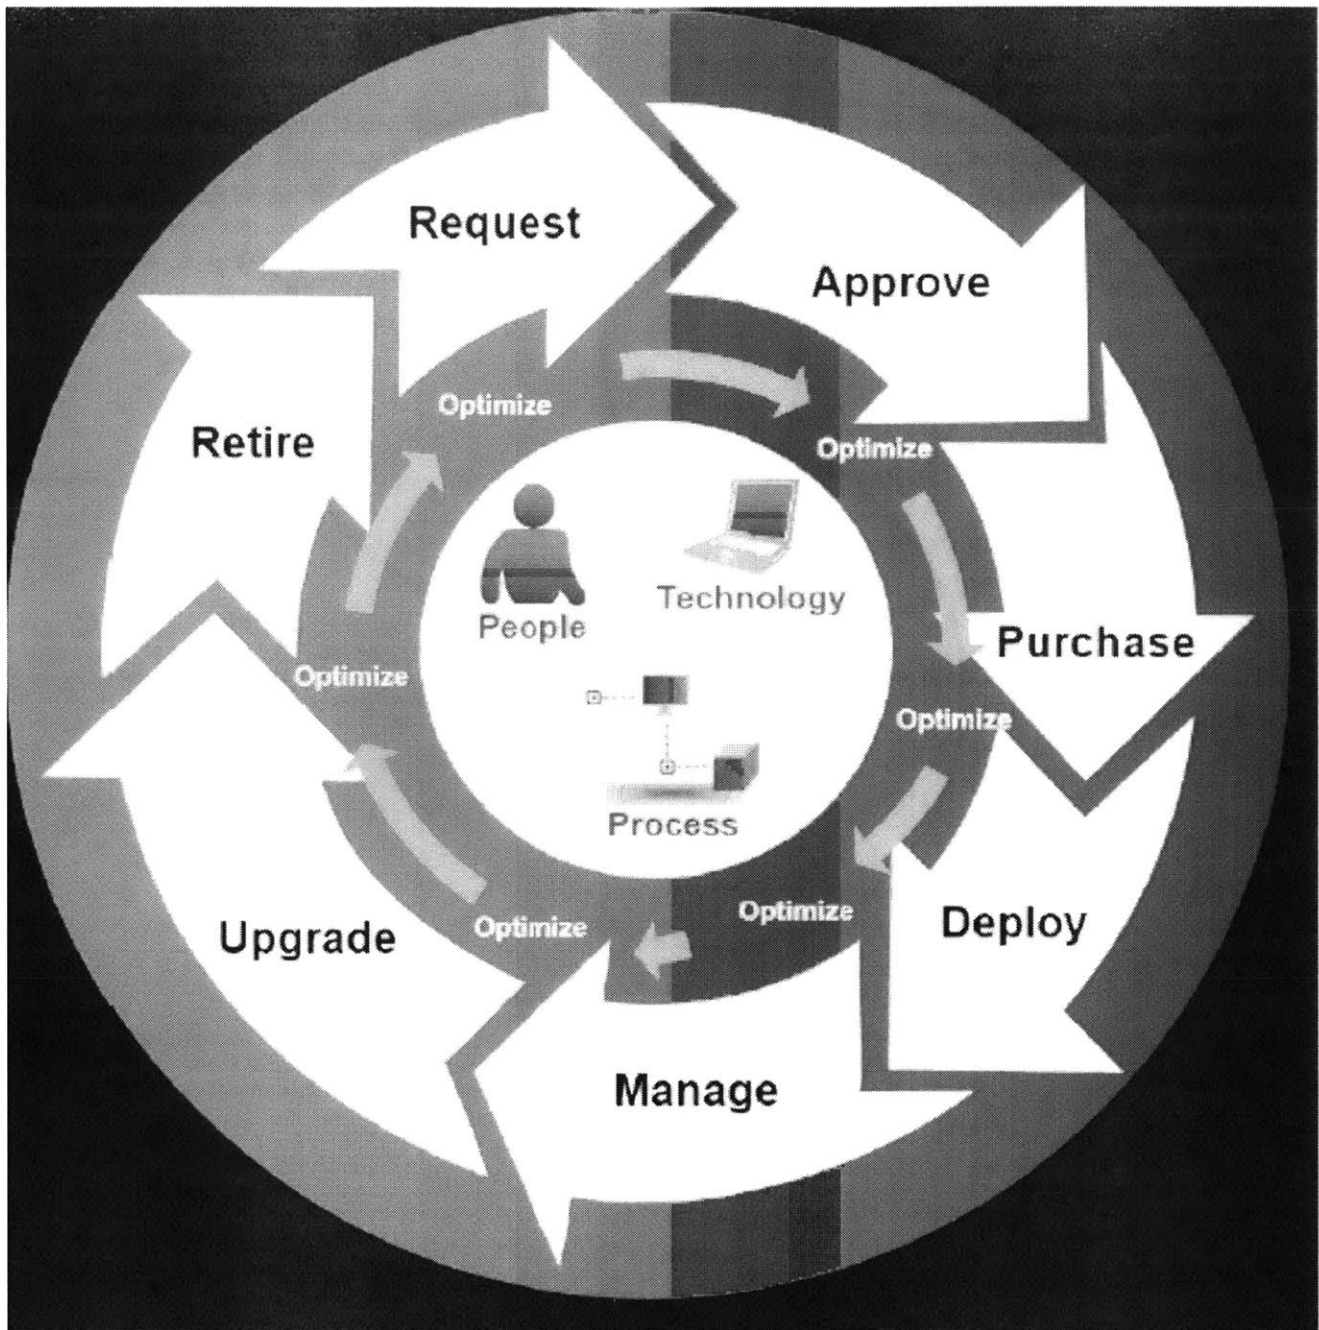 Request
Approve
Purchase
Deploy
Manage
Upgrade
Retire
Optimize
Optimize
Optimize
Optimize
Optimize
Optimize
People
Technology
Process